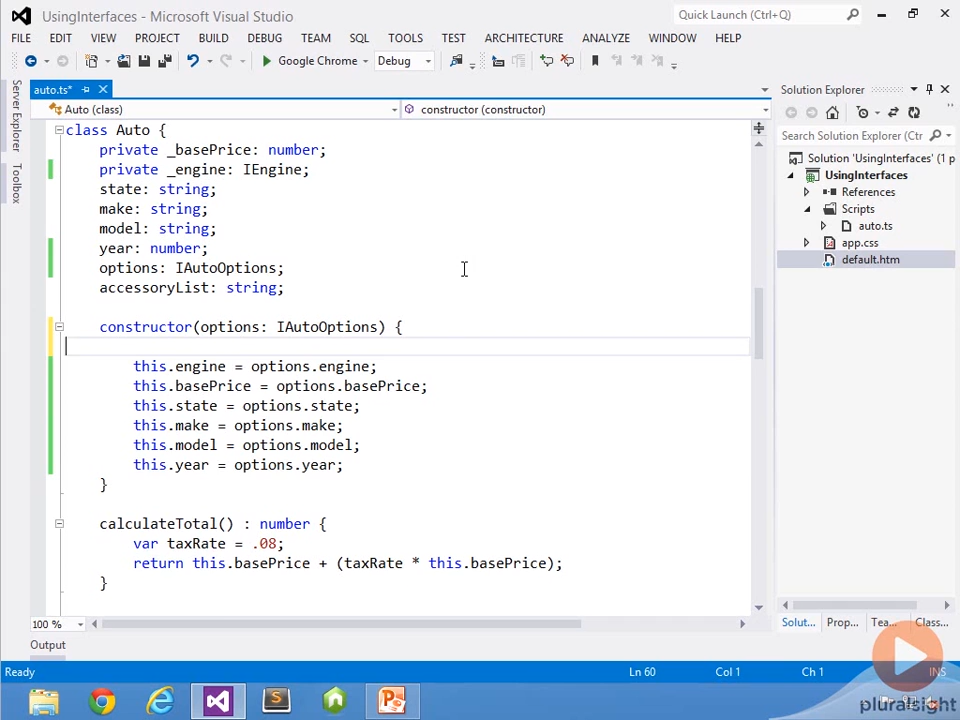 UsingInterfaces - Microsoft Visual Studio
Quick Launch (Ctrl+Q)
FILE EDIT VIEW PROJECT BUILD DEBUG TEAM SQL TOOLS TEST ARCHITECTURE ANALYZE WINDOW HELP
Google Chrome Debug
Server Explorer
Toolbox
auto.ts*
Auto (class) constructor (constructor)
class Auto {
private _basePrice: number;
private _engine: IEngine;
state: string;
make: string;
model: string;
year: number;
options: IAutoOptions;
accessoryList: string;
constructor(options: IAutoOptions) {
this.engine = options.engine;
this.basePrice = options.basePrice;
this.state = options.state;
this.make = options.make;
this.model = options.model;
this.year = options.year;
}
calculateTotal() : number {
var taxRate = .08;
return this.basePrice + (taxRate * this.basePrice);
}
100 %
Output
Solution Explorer
Search Solution Explorer (Ctr
Solution 'UsingInterfaces' (1 p
UsingInterfaces
References
Scripts
auto.ts
app.css
default.htm
Solut... Prop... Tea... Class...
Ready Ln 60 Col 1 Ch 1 INS
pluralsight